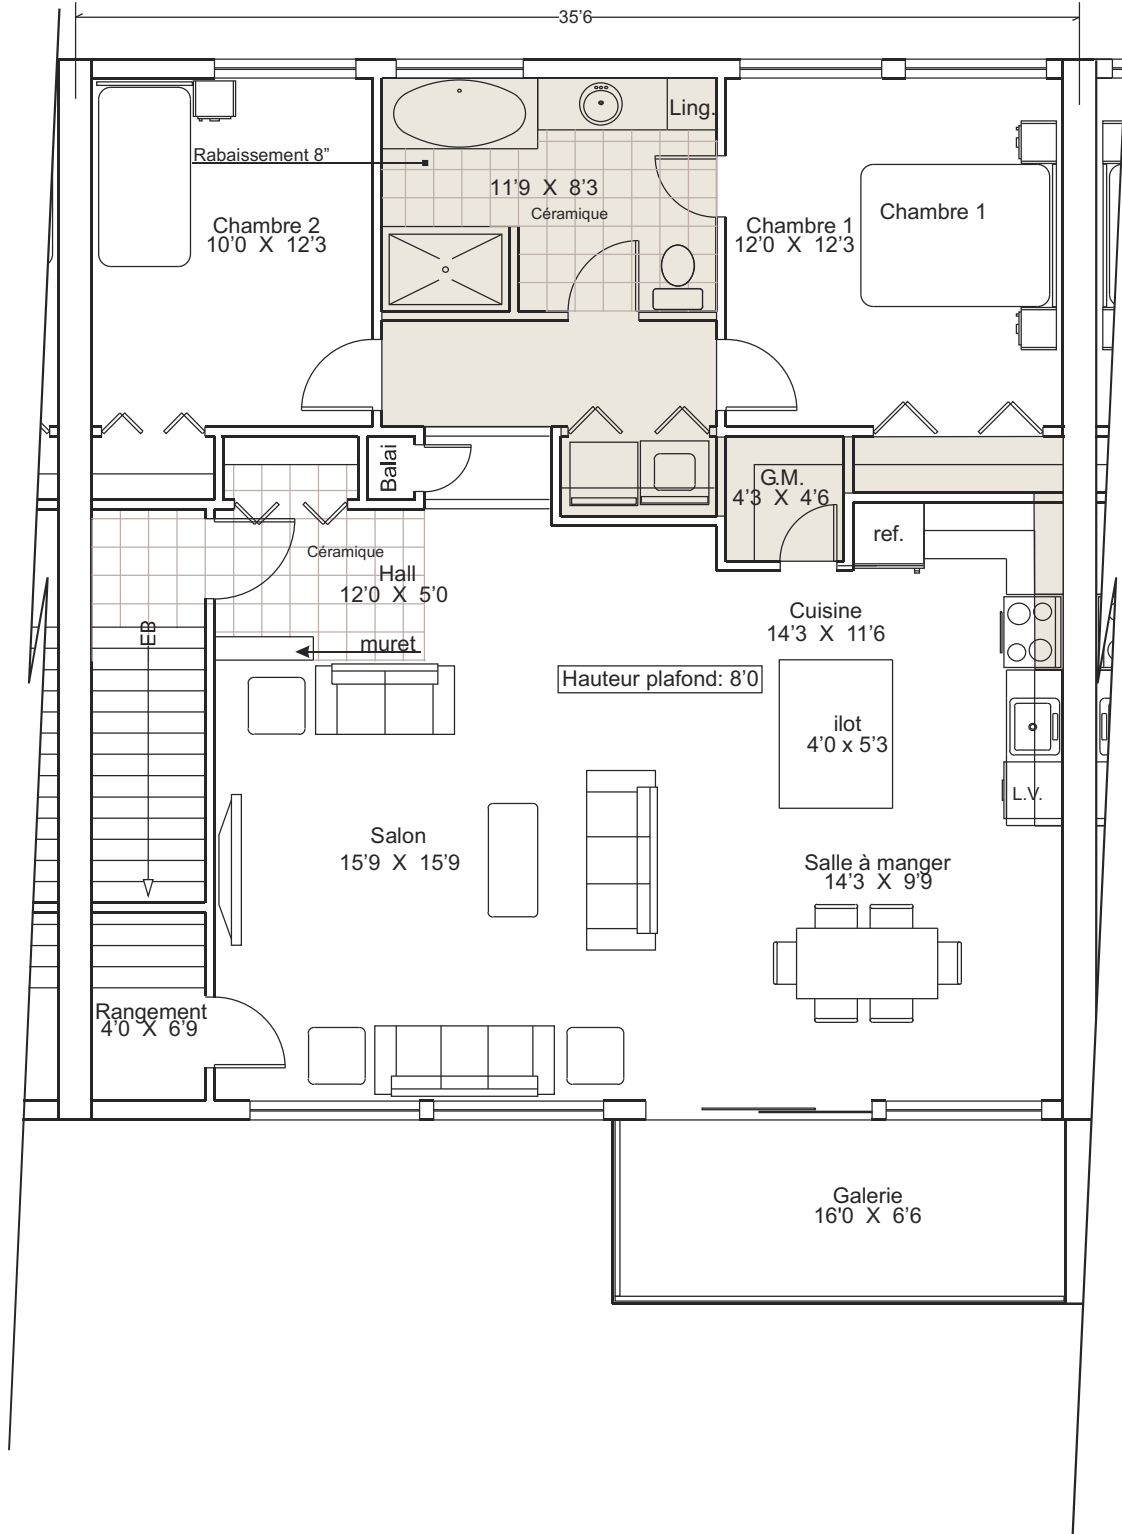 35'6
Ling.
Rabaissement 8”
11’9 X 8’3
Céramique
Chambre 2
10’0 X 12’3
Chambre 1
12’0 X 12’3
Chambre 1
Balai
G.M.
4’3 X 4’6
ref.
Céramique
Hall
12’0 X 5’0
Cuisine
14’3 X 11’6
EB
muret
Hauteur plafond: 8’0
ilot
4’0 x 5’3
L.V.
Salon
15’9 X 15’9
Salle à manger
14’3 X 9’9
Rangement
4’0 X 6’9
Galerie
16'0 X 6’6